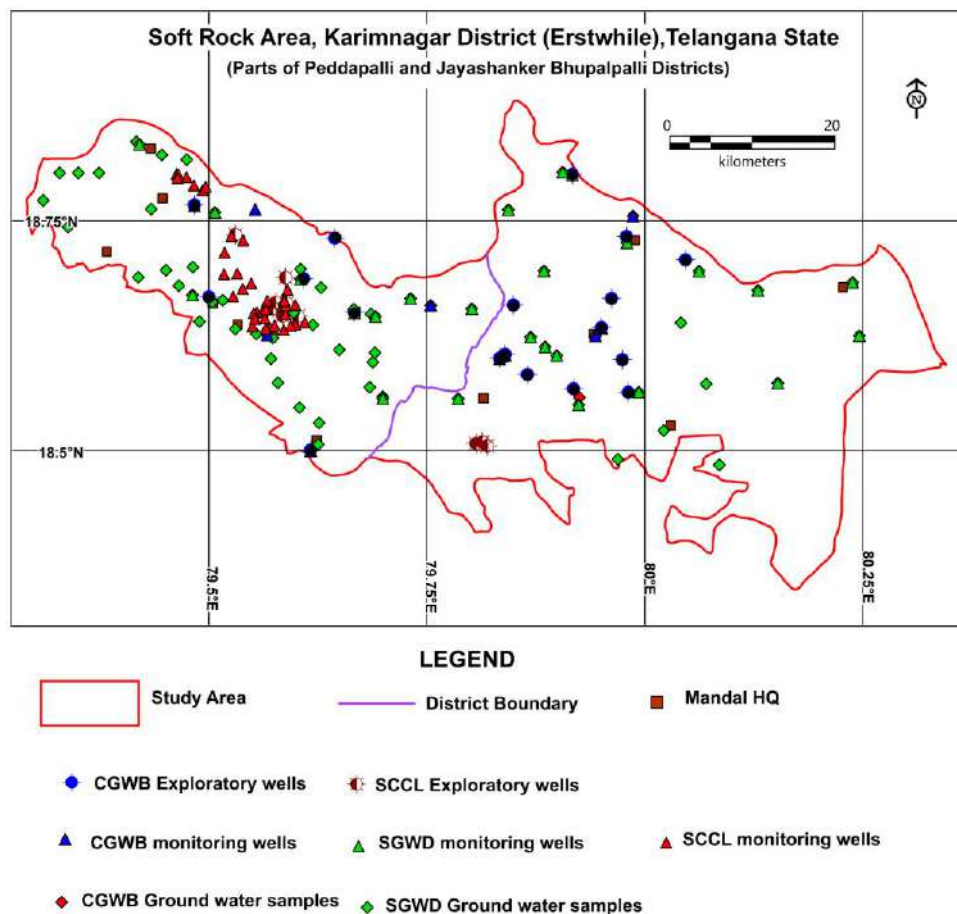 Soft Rock Area, Karimnagar District (Erstwhile),Telangana State
(Parts of Peddapalli and Jayashanker Bhupalpalli Districts)
N
0 20
kilometers
18.75°N
18.5°N
79.5°E
79.75°E
80°E
80.25°E
LEGEND
Study Area
District Boundary
Mandal HQ
CGWB Exploratory wells
SCCL Exploratory wells
CGWB monitoring wells
SGWD monitoring wells
SCCL monitoring wells
CGWB Ground water samples
SGWD Ground water samples